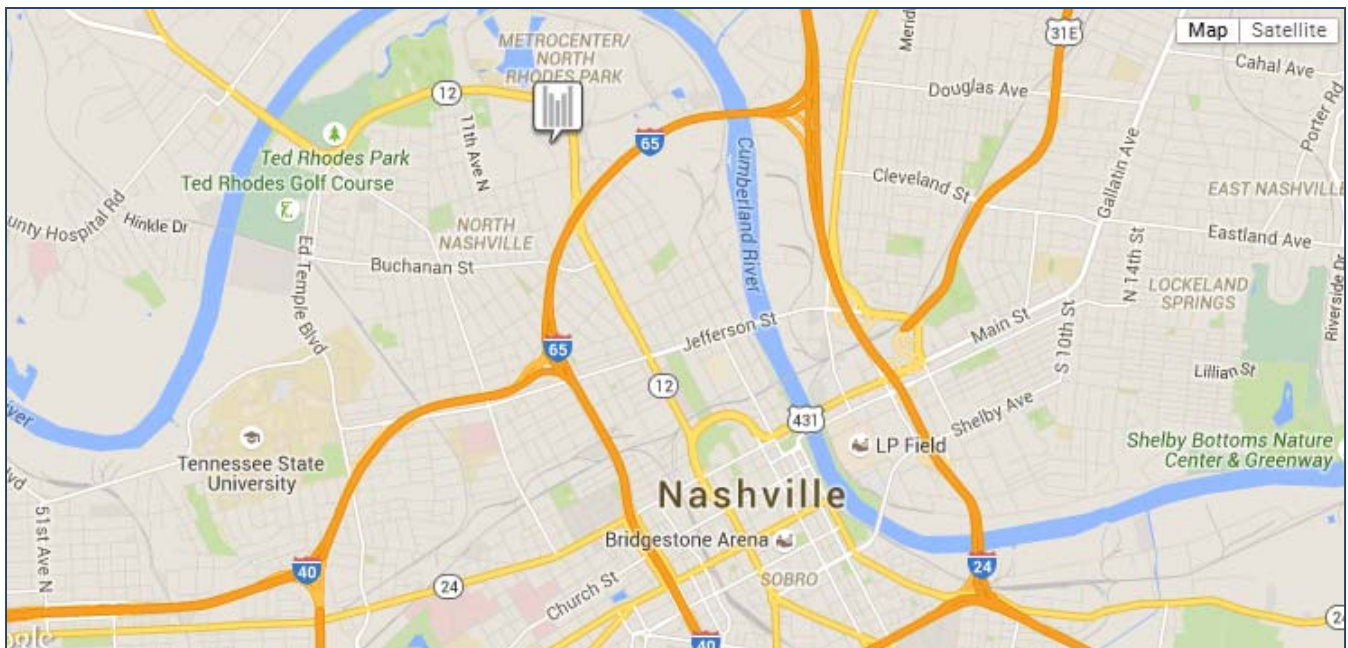 Map
Satellite
METROCENTER/
NORTH
RHODES PARK
31E
Cahal Ave
Douglas Ave
Porter Rd
12
11th Ave N
65
Gallatin Ave
Ted Rhodes Park
Ted Rhodes Golf Course
Cumberland River
Cleveland St
EAST NASHVILLE
Hinkle Dr
NORTH
NASHVILLE
Eastland Ave
Ed Temple Blvd
Buchanan St
N 14th St
LOCKELAND
SPRINGS
Riverside Dr
Jefferson St
Main St
65
S 10th St
Lillian St
12
431
Shelby Ave
LP Field
Shelby Bottoms Nature
Center & Greenway
Tennessee State
University
Nashville
51st Ave N
Bridgestone Arena
SOBRO
40
24
Church St
24
40